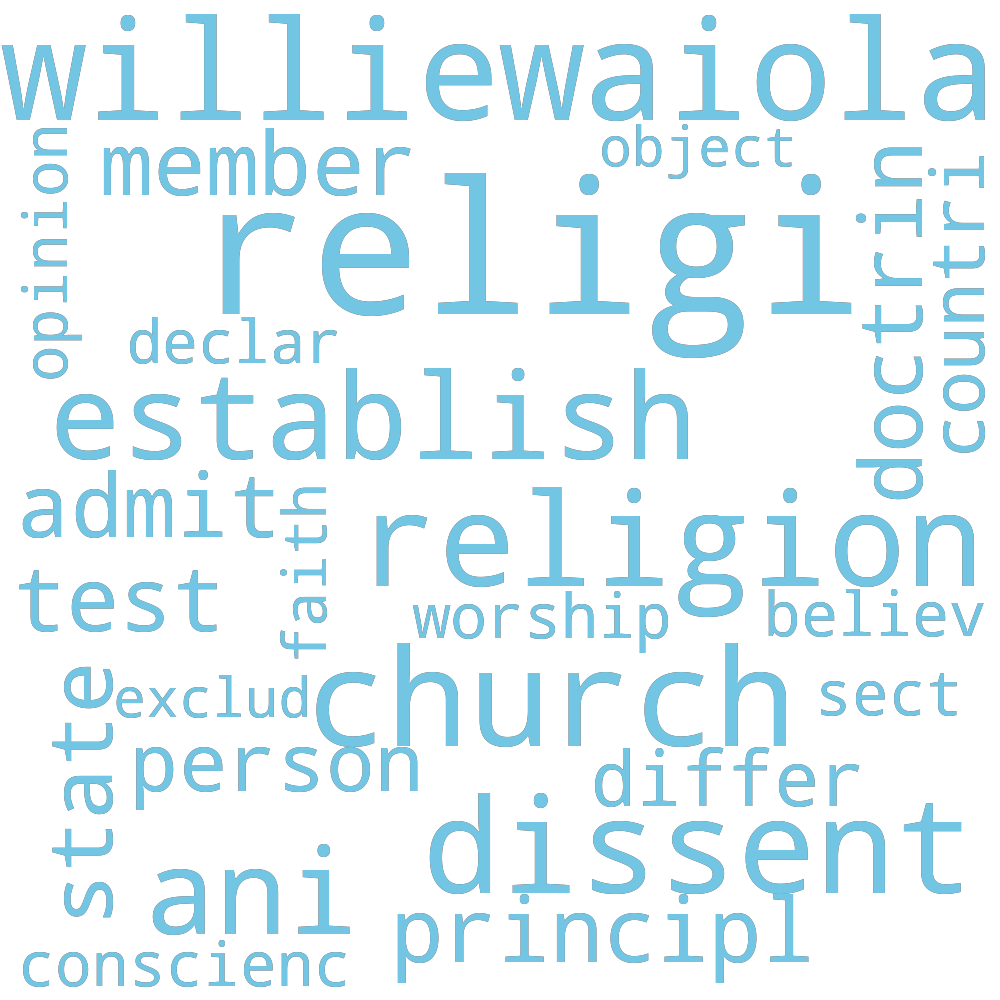 williewaiola
member
object
opinion
religi
doctrin
countri
declar
establish
admit
faith
religion
test
worship
believ
church
state
exclud
sect
person
differ
dissent
ani
principl
conscienc